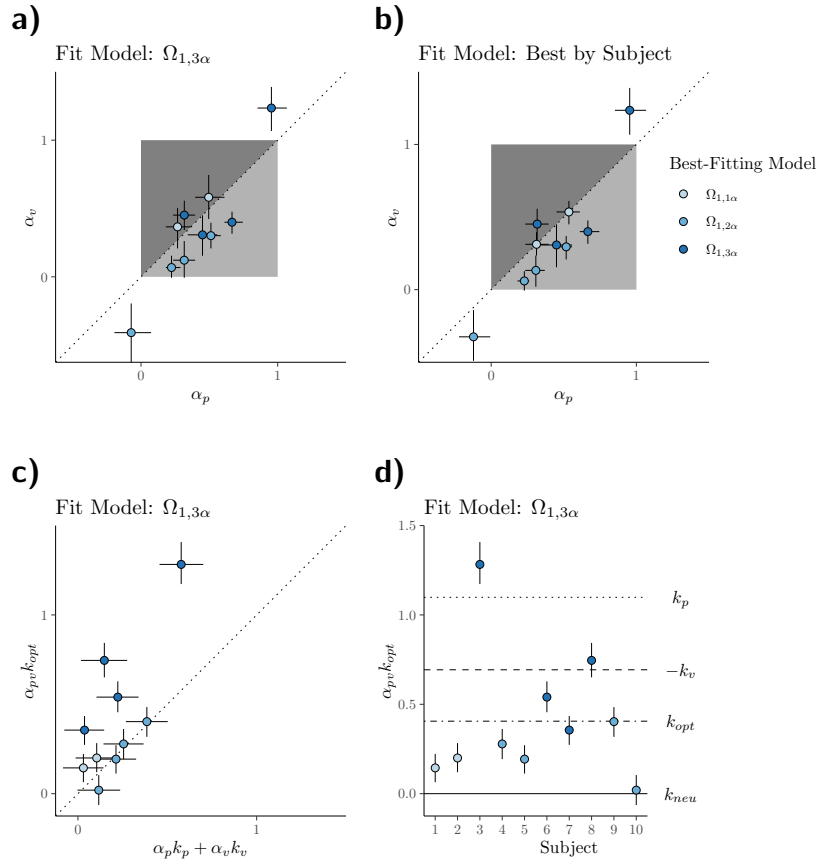 a)
Fit Model: Ω1,3α
1
0
αv
0 1
αp
b)
Fit Model: Best by Subject
1
0
αv
0 1
αp
Best-Fitting Model
Ω1,1α
Ω1,2α
Ω1,3α
c)
Fit Model: Ω1,3α
1
0
αpvkopt
0 1
αpkp + αvkv
d)
Fit Model: Ω1,3α
1.5
1.0
0.5
0.0
αpvkopt
kp
−kv
kopt
kneu
1 2 3 4 5 6 7 8 9 10
Subject